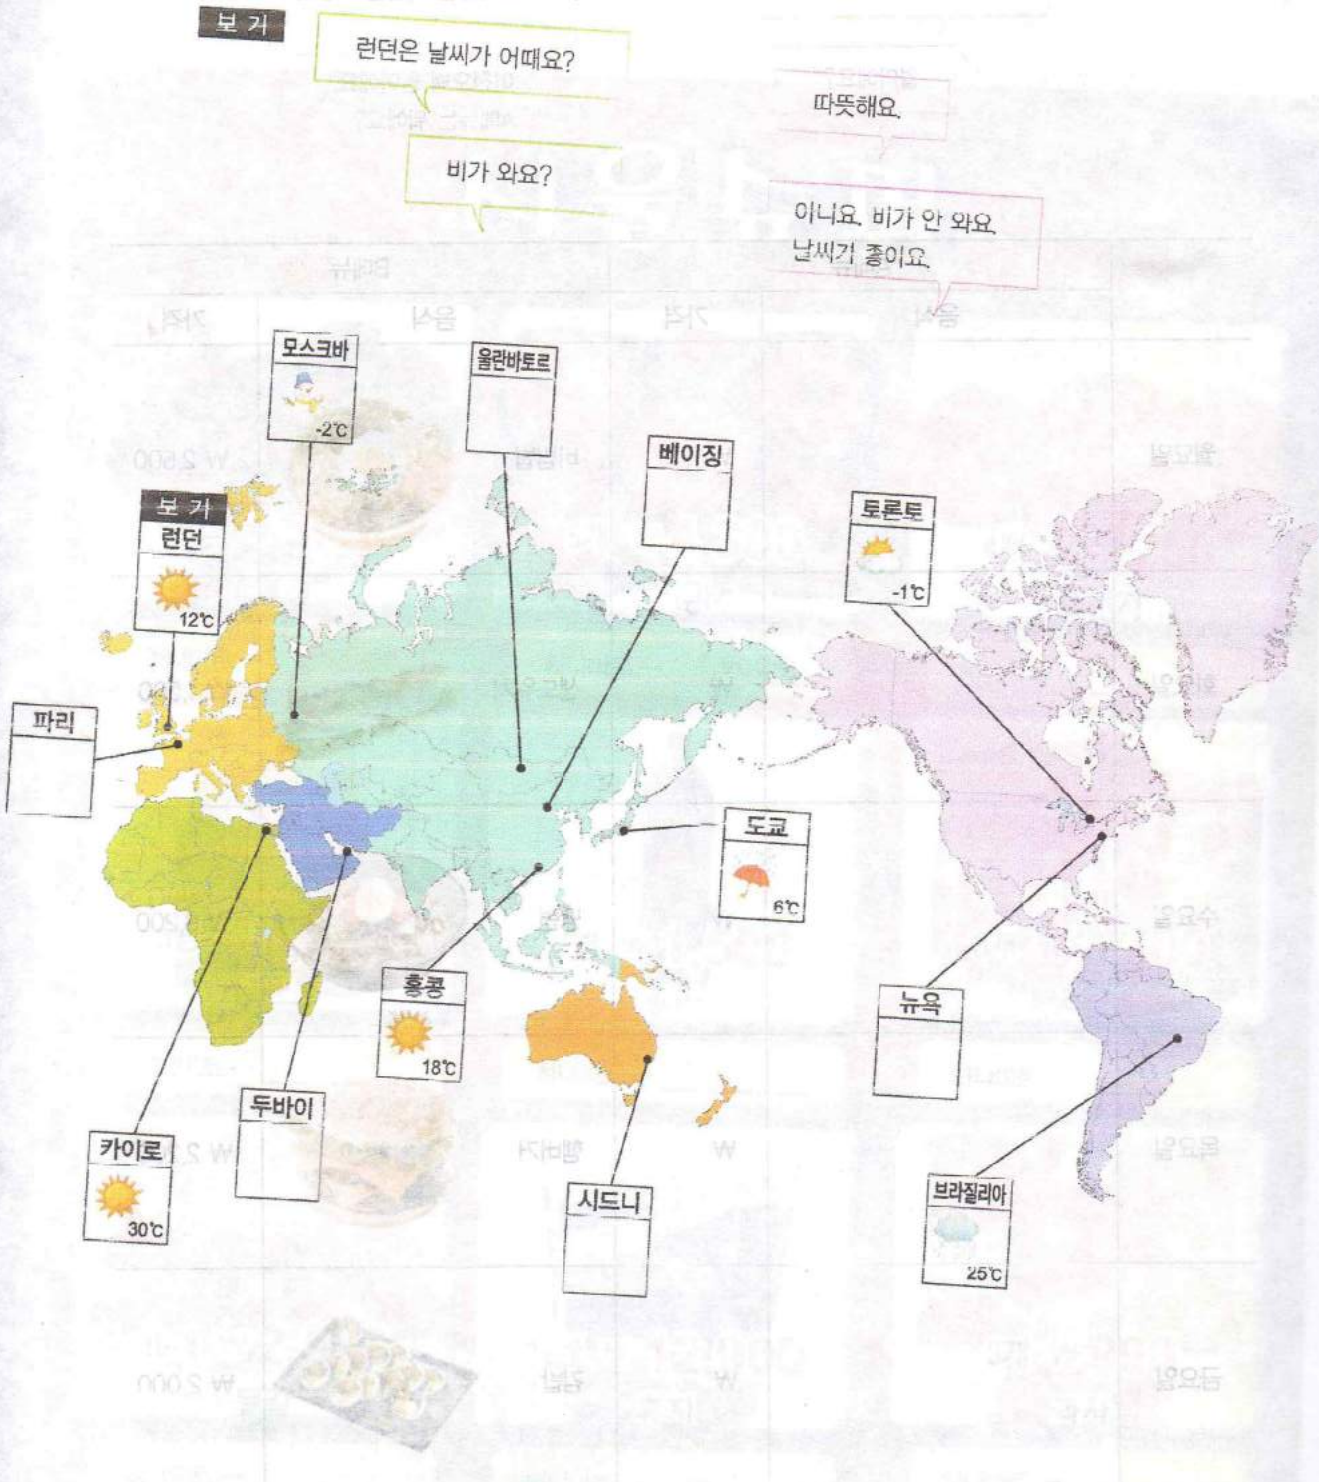 보기
런던은 날씨가 어때요?
따뜻해요.
비가 와요?
아니요. 비가 안 와요.
날씨가 좋아요.
모스크바
-2℃
울란바토르
베이징
보기
런던
12℃
토론토
-1℃
파리
도쿄
6℃
홍콩
18℃
뉴욕
두바이
카이로
30℃
시드니
브라질리아
25℃